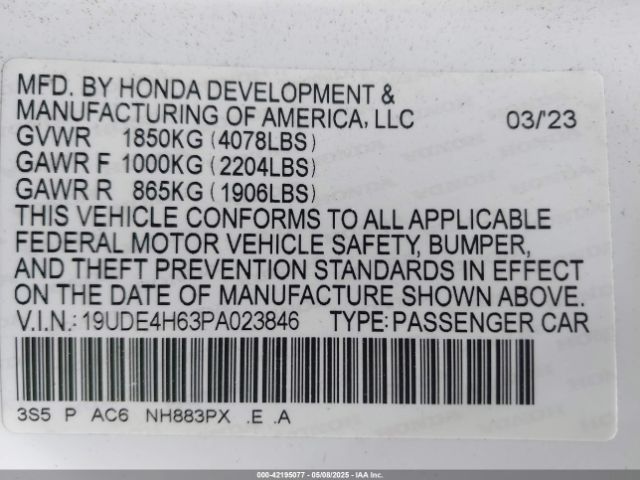 MFD. BY HONDA DEVELOPMENT &
MANUFACTURING OF AMERICA, LLC 03/'23
GVWR 1850KG (4078LBS)
GAWR F 1000KG (2204LBS)
GAWR R 865KG (1906LBS)
THIS VEHICLE CONFORMS TO ALL APPLICABLE
FEDERAL MOTOR VEHICLE SAFETY, BUMPER,
AND THEFT PREVENTION STANDARDS IN EFFECT
ON THE DATE OF MANUFACTURE SHOWN ABOVE.
V.I.N.: 19UDE4H63PA023846 TYPE: PASSENGER CAR
3S5 P AC6 NH883PX .E .A
000-42195077 - 05/08/2025 - IAA Inc.